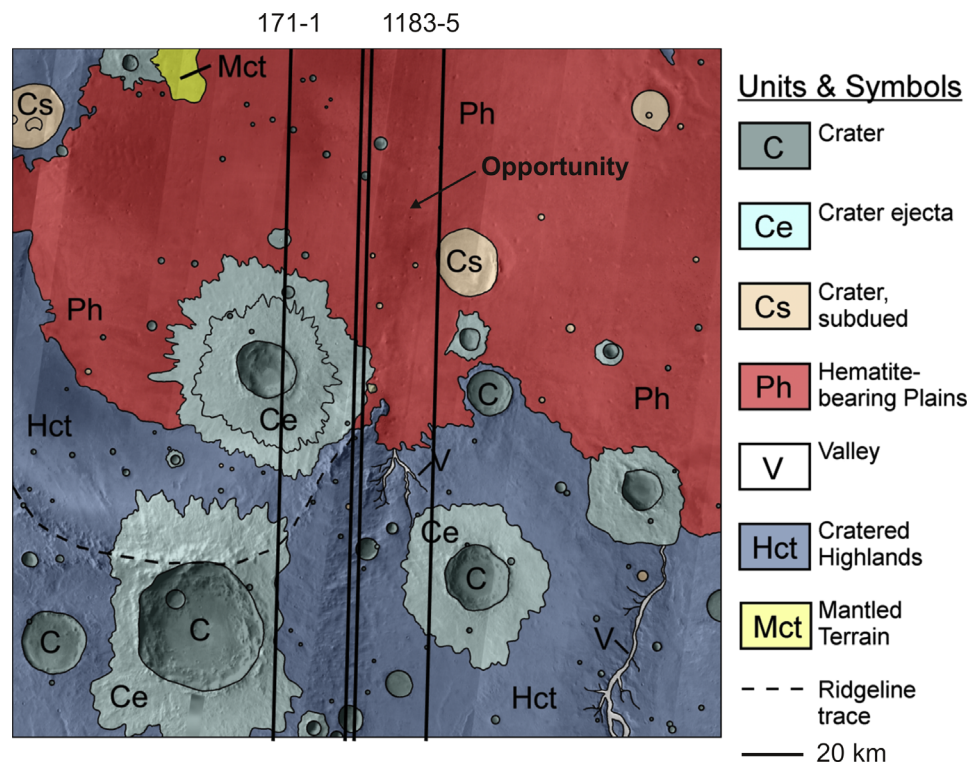 171-1
1183-5
Mct
Cs
Ph
Opportunity
Cs
Ph
Ce
C
Ph
Hct
V
Ce
C
C
C
V
Ce
Hct
Units & Symbols
C Crater
Ce Crater ejecta
Cs Crater,
subdued
Ph Hematite-
bearing Plains
V Valley
Hct Cratered
Highlands
Mct Mantled
Terrain
Ridgeline
trace
20 km